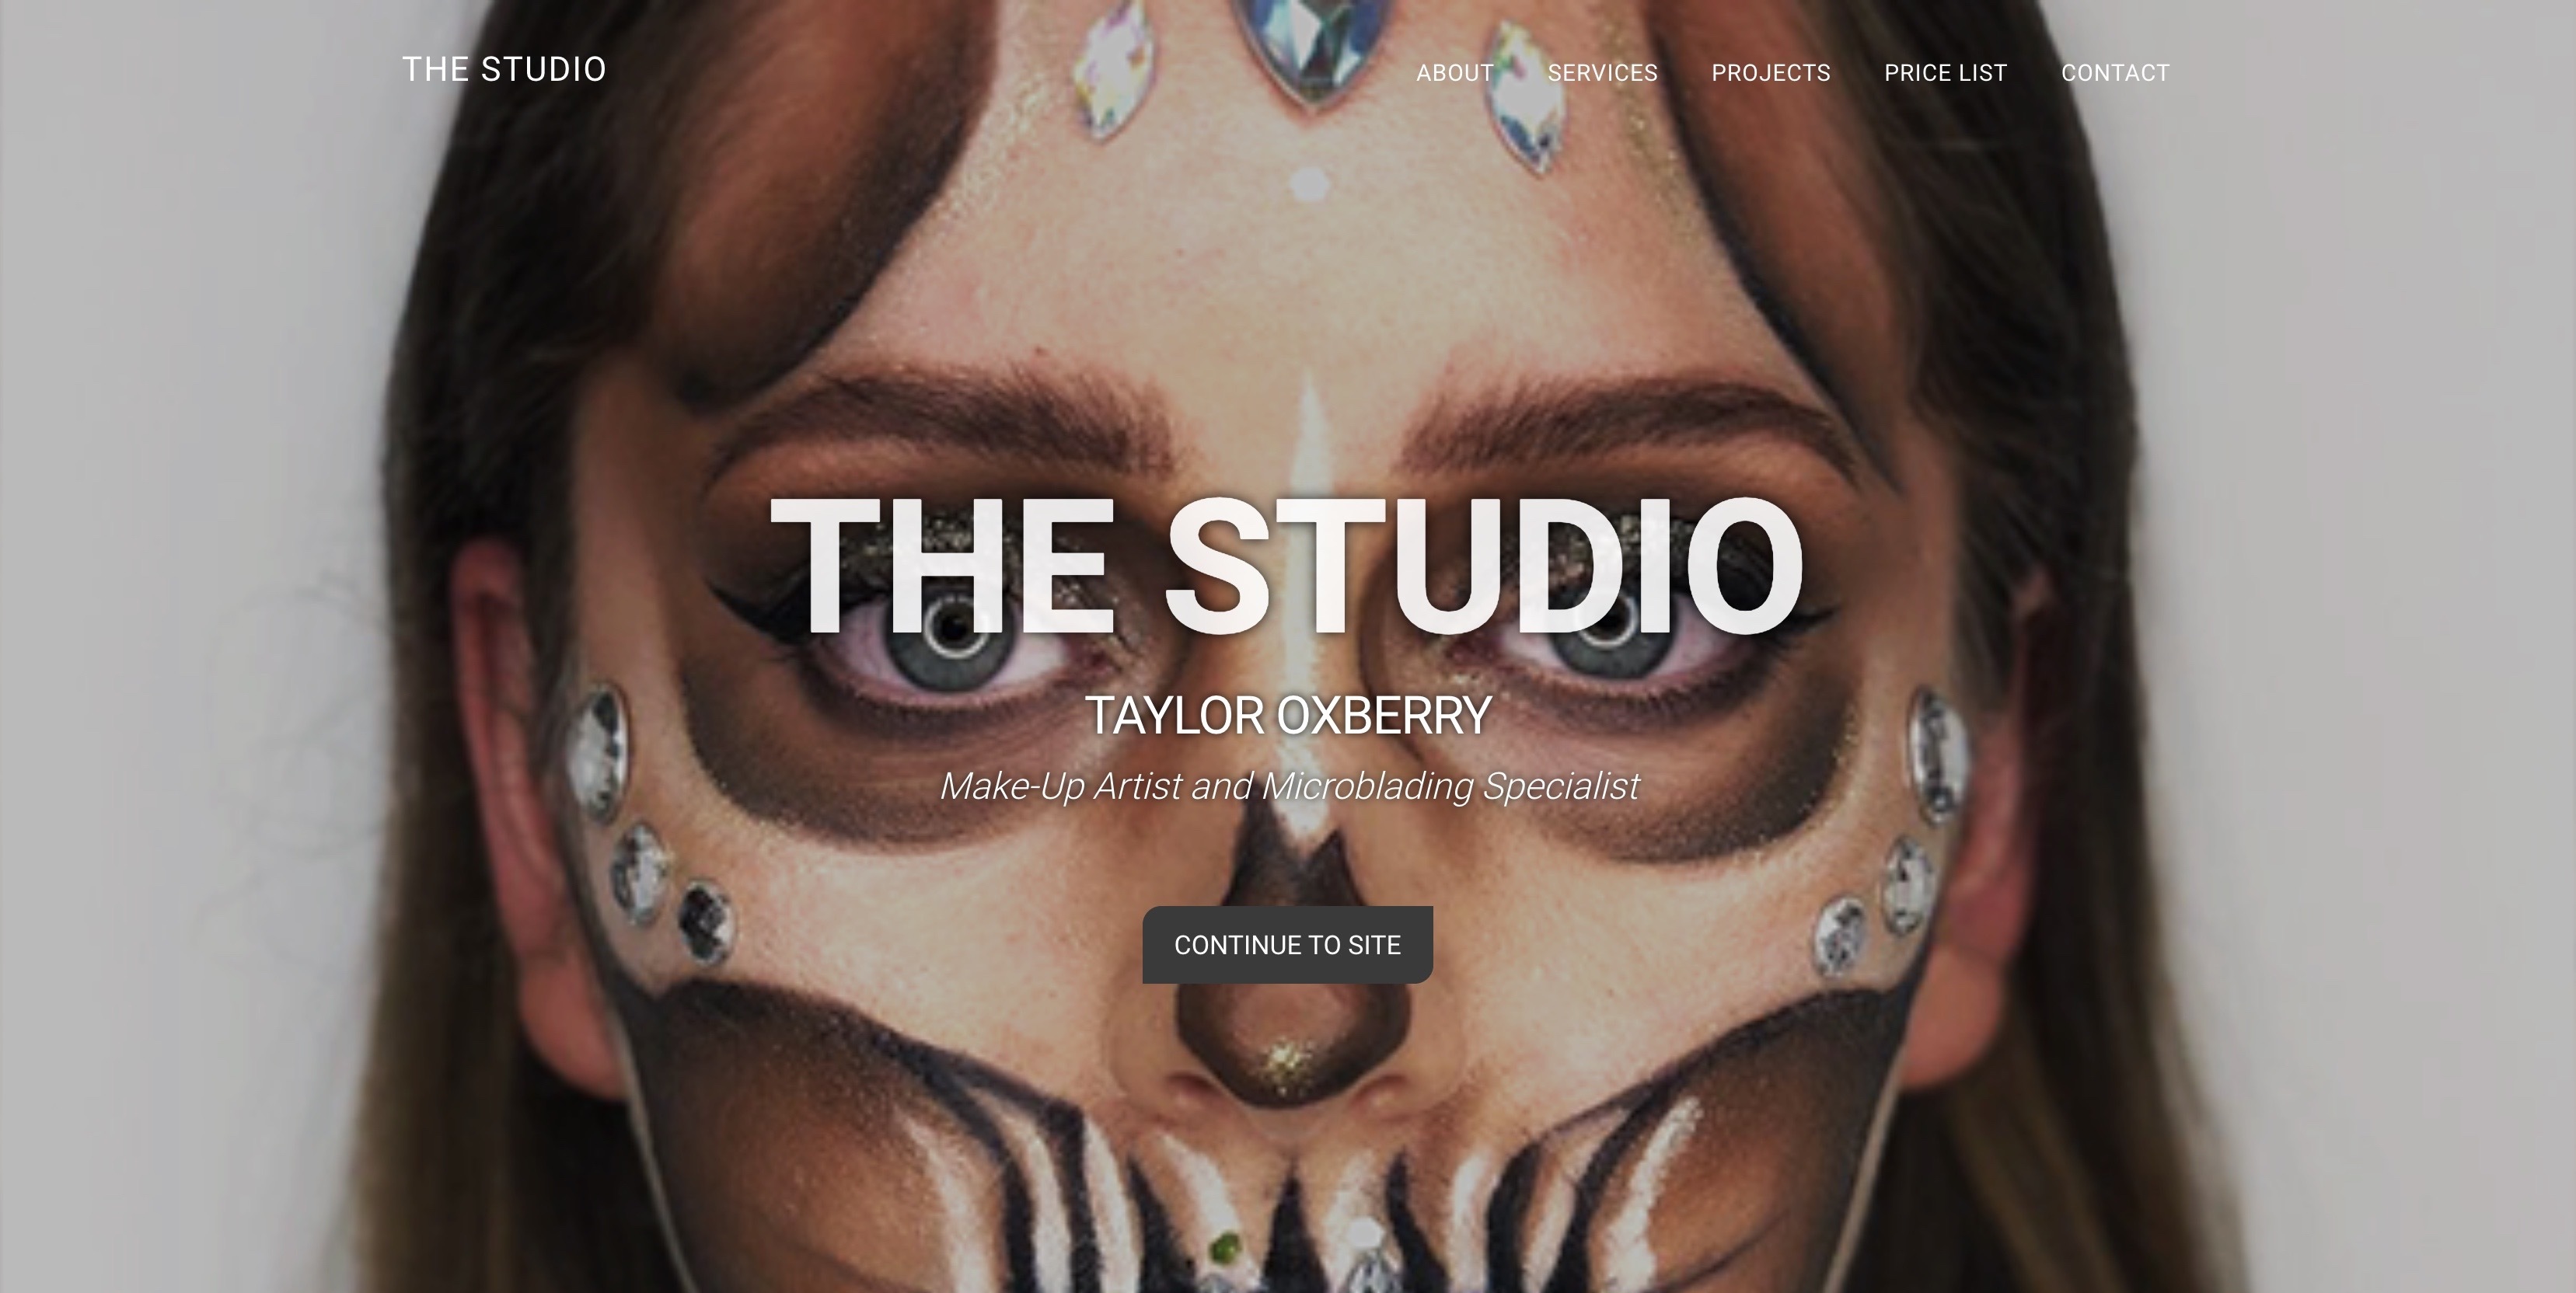 THE STUDIO
ABOUT SERVICES PROJECTS PRICE LIST CONTACT
THE STUDIO
TAYLOR OXBERRY
Make-Up Artist and Microblading Specialist
CONTINUE TO SITE